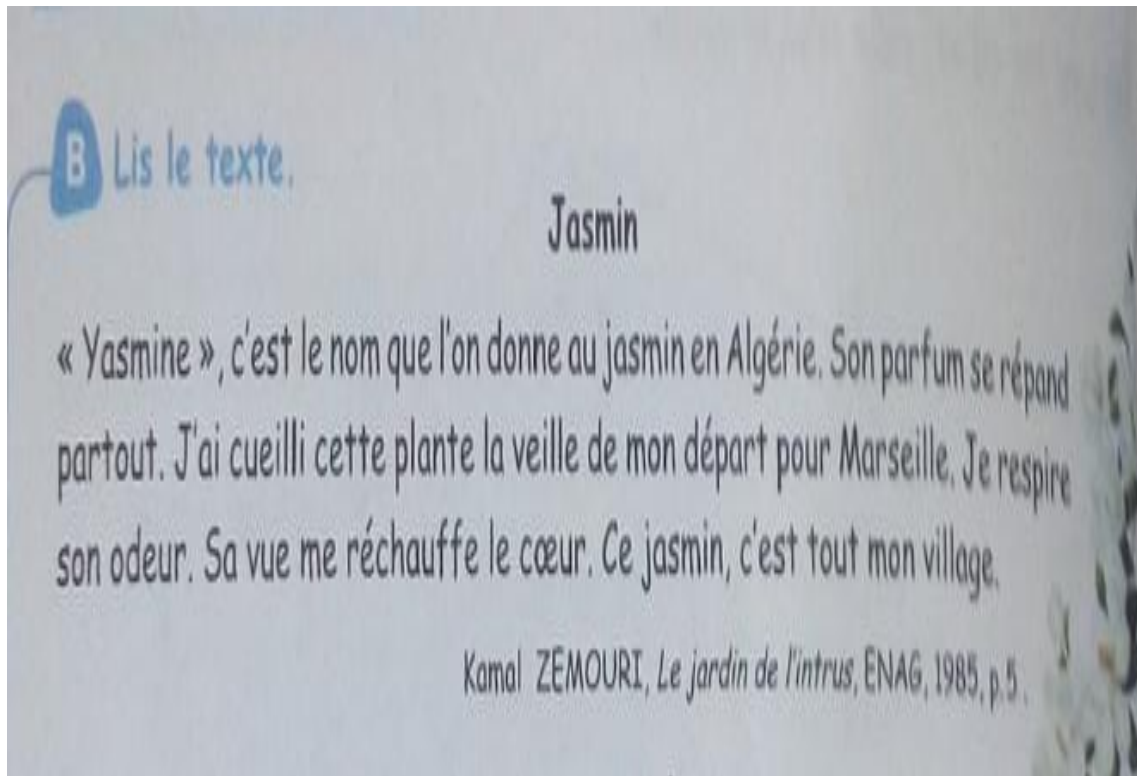 B Lis le texte.
Jasmin
« Yasmine », c'est le nom que l'on donne au jasmin en Algérie. Son parfum se répand
partout. J'ai cueilli cette plante la veille de mon départ pour Marseille. Je respire
son odeur. Sa vue me réchauffe le cœur. Ce jasmin, c'est tout mon village.
Kamal ZEMOURI, Le jardin de l'intrus, ENAG, 1985, p.5.